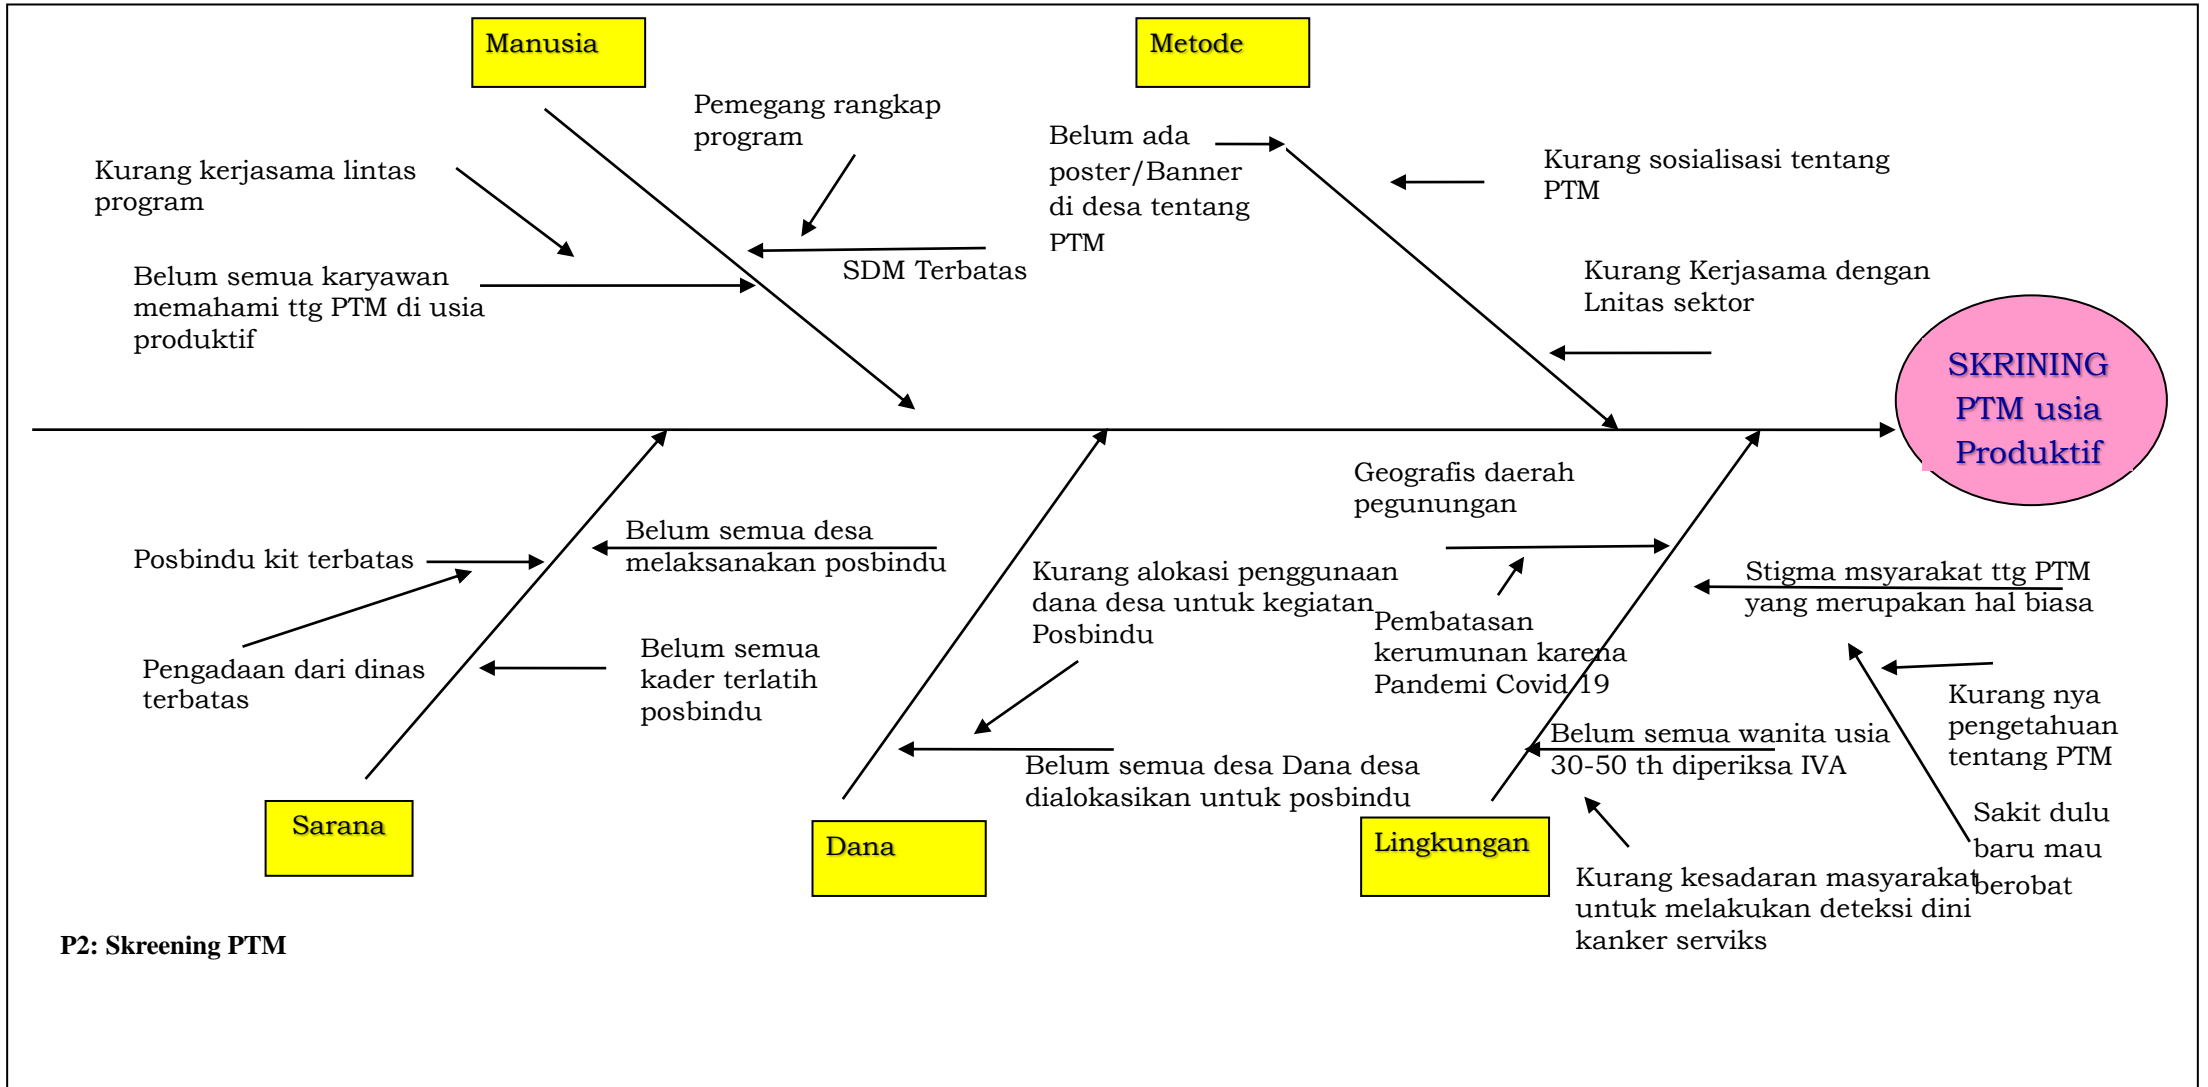 Manusia
Metode
Pemegang rangkap
program
Belum ada
poster/Banner
di desa tentang
PTM
Kurang sosialisasi tentang
PTM
Kurang kerjasama lintas
program
Belum semua karyawan
memahami ttg PTM di usia
produktif
SDM Terbatas
Kurang Kerjasama dengan
Lnitas sektor
SKRINING
PTM usia
Produktif
Geografis daerah
pegunungan
Belum semua desa
melaksanakan posbindu
Posbindu kit terbatas
Kurang alokasi penggunaan
dana desa untuk kegiatan
Posbindu
Stigma msyarakat ttg PTM
yang merupakan hal biasa
Pembatasan
kerumunan karena
Pandemi Covid 19
Belum semua
kader terlatih
posbindu
Pengadaan dari dinas
terbatas
Kurang nya
pengetahuan
tentang PTM
Belum semua wanita usia
30-50 th diperiksa IVA
Belum semua desa Dana desa
dialokasikan untuk posbindu
Sakit dulu
baru mau
berobat
Sarana
Dana
Lingkungan
Kurang kesadaran masyarakat
untuk melakukan deteksi dini
kanker serviks
P2: Skreening PTM